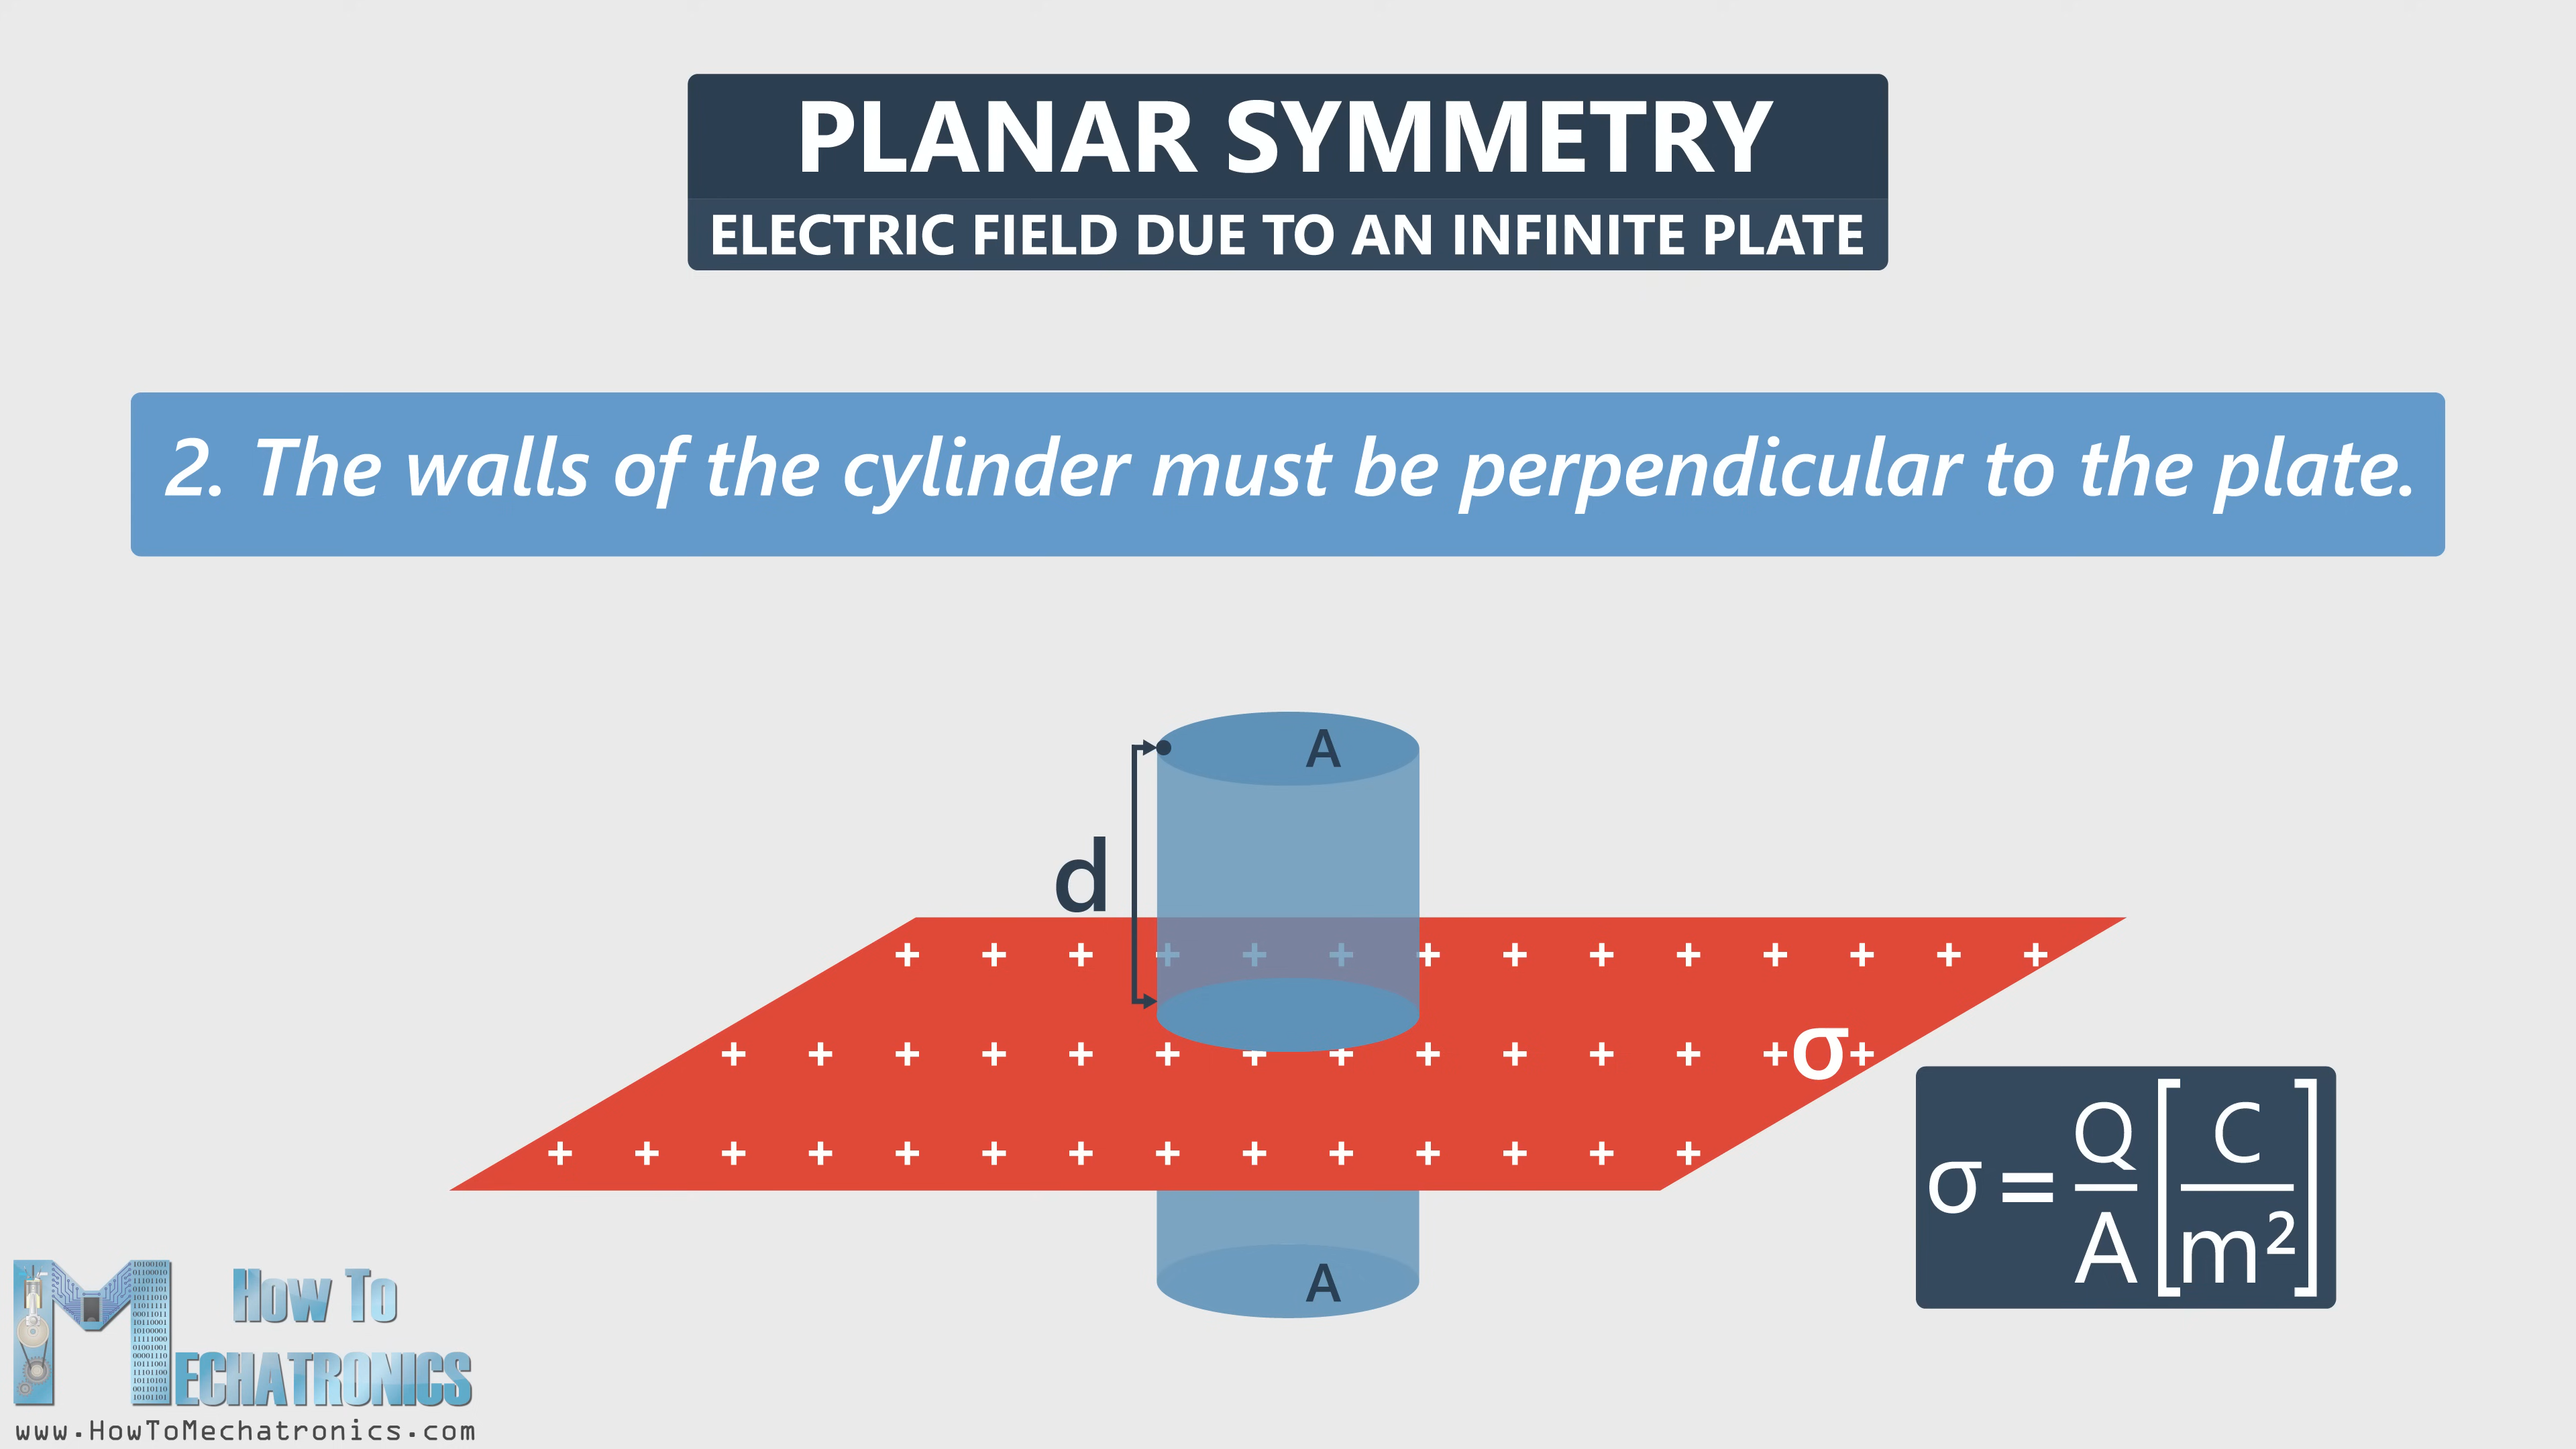 PLANAR SYMMETRY
ELECTRIC FIELD DUE TO AN INFINITE PLATE
2. The walls of the cylinder must be perpendicular to the plate.
A
d
+ + + + + + + + + + + + + +
+ + + + + + + + + + + + + σ +
+ + + + + + + + + + + + + +
σ = Q/A [C/m²]
A
How To
MECHATRONICS
www.HowToMechatronics.com